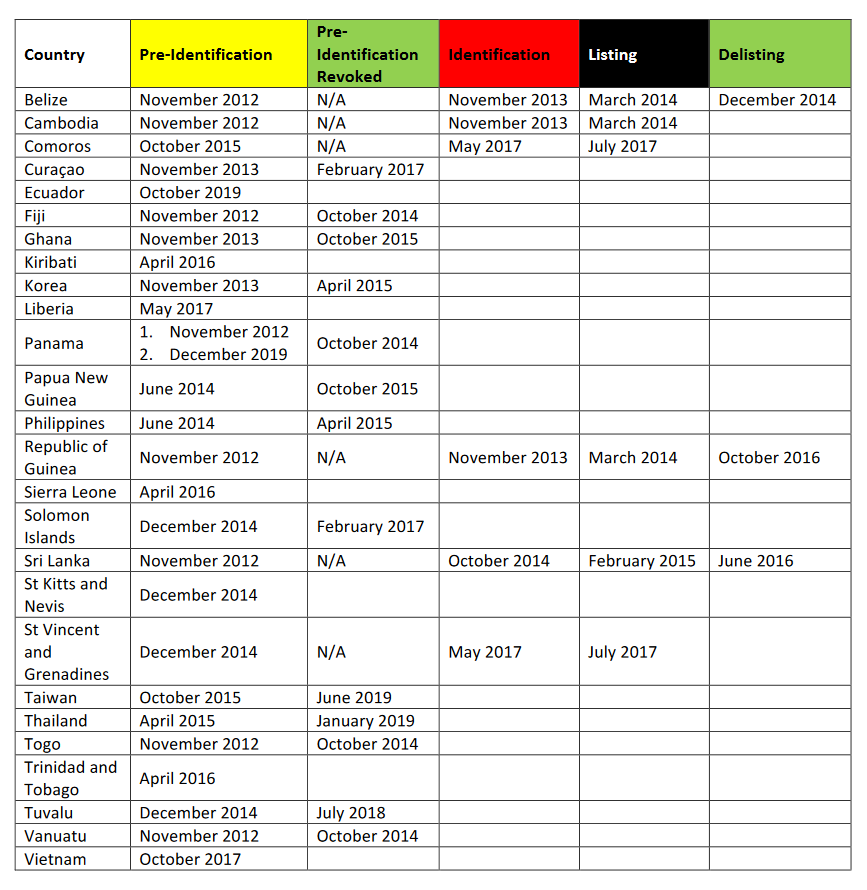 Country Pre-Identification Pre-Identification Revoked Identification Listing Delisting
Belize November 2012 N/A November 2013 March 2014 December 2014
Cambodia November 2012 N/A November 2013 March 2014
Comoros October 2015 N/A May 2017 July 2017
Curaçao November 2013 February 2017
Ecuador October 2019
Fiji November 2012 October 2014
Ghana November 2013 October 2015
Kiribati April 2016
Korea November 2013 April 2015
Liberia May 2017
Panama 1. November 2012 2. December 2019 October 2014
Papua New Guinea June 2014 October 2015
Philippines June 2014 April 2015
Republic of Guinea November 2012 N/A November 2013 March 2014 October 2016
Sierra Leone April 2016
Solomon Islands December 2014 February 2017
Sri Lanka November 2012 N/A October 2014 February 2015 June 2016
St Kitts and Nevis December 2014
St Vincent and Grenadines December 2014 N/A May 2017 July 2017
Taiwan October 2015 June 2019
Thailand April 2015 January 2019
Togo November 2012 October 2014
Trinidad and Tobago April 2016
Tuvalu December 2014 July 2018
Vanuatu November 2012 October 2014
Vietnam October 2017